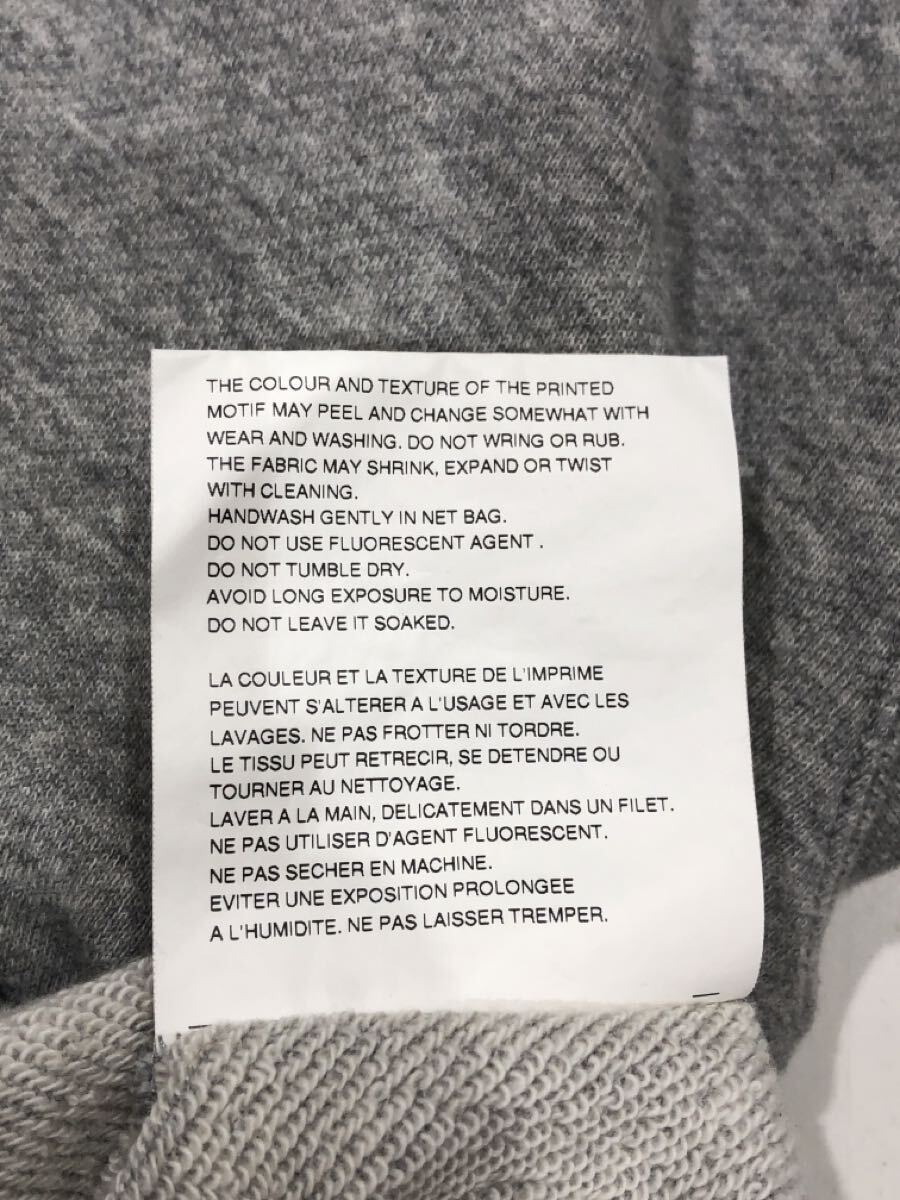 THE COLOUR AND TEXTURE OF THE PRINTED
MOTIF MAY PEEL AND CHANGE SOMEWHAT WITH
WEAR AND WASHING. DO NOT WRING OR RUB.
THE FABRIC MAY SHRINK, EXPAND OR TWIST
WITH CLEANING.
HANDWASH GENTLY IN NET BAG.
DO NOT USE FLUORESCENT AGENT .
DO NOT TUMBLE DRY.
AVOID LONG EXPOSURE TO MOISTURE.
DO NOT LEAVE IT SOAKED.
LA COULEUR ET LA TEXTURE DE L'IMPRIME
PEUVENT S'ALTERER A L'USAGE ET AVEC LES
LAVAGES. NE PAS FROTTER NI TORDRE.
LE TISSU PEUT RETRECIR, SE DETENDRE OU
TOURNER AU NETTOYAGE.
LAVER A LA MAIN, DELICATEMENT DANS UN FILET.
NE PAS UTILISER D'AGENT FLUORESCENT.
NE PAS SECHER EN MACHINE.
EVITER UNE EXPOSITION PROLONGEE
A L'HUMIDITE. NE PAS LAISSER TREMPER.